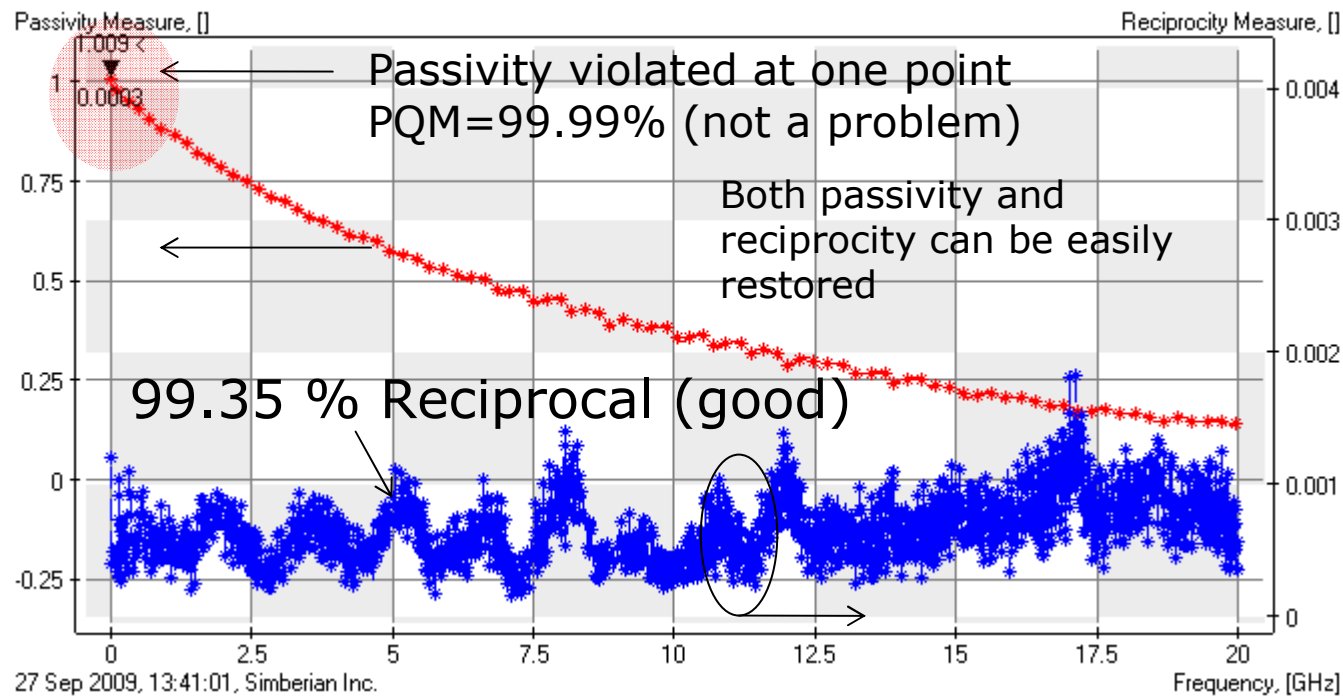 Passivity Measure, []
Reciprocity Measure, []
1.009 <
0.0003
Passivity violated at one point
PQM=99.99% (not a problem)
Both passivity and
reciprocity can be easily
restored
99.35 % Reciprocal (good)
1
0.75
0.5
0.25
0
-0.25
0.004
0.003
0.002
0.001
0
0 2.5 5 7.5 10 12.5 15 17.5 20
27 Sep 2009, 13:41:01, Simberian Inc.
Frequency, [GHz]